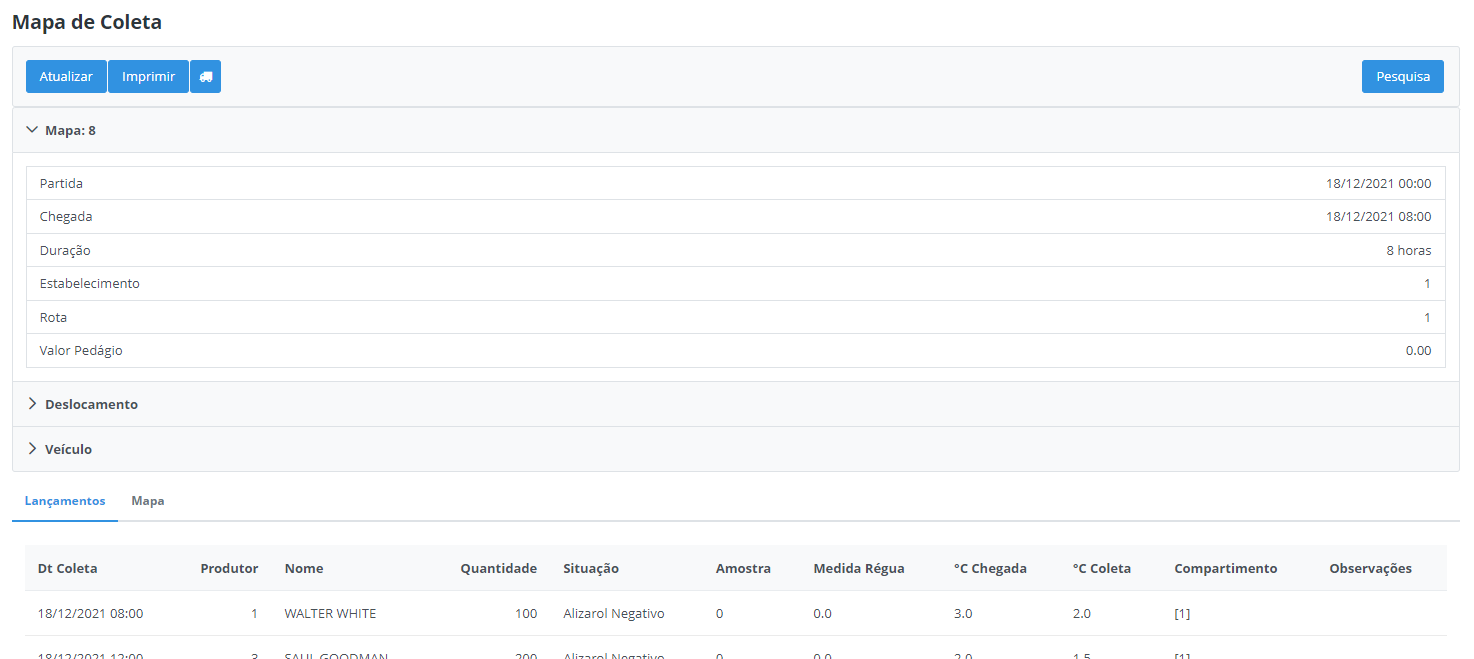 Mapa de Coleta
Atualizar Imprimir Pesquisa
Mapa: 8
Partida 18/12/2021 00:00
Chegada 18/12/2021 08:00
Duração 8 horas
Estabelecimento 1
Rota 1
Valor Pedágio 0.00
Deslocamento
Veículo
Lançamentos Mapa
Dt Coleta Produtor Nome Quantidade Situação Amostra Medida Régua °C Chegada °C Coleta Compartimento Observações
18/12/2021 08:00 1 WALTER WHITE 100 Alizarol Negativo 0 0.0 3.0 2.0 [1]
18/12/2021 12:00 3 SAUL GOODMAN 200 Alizarol Negativo 0 0.0 2.0 1.5 [1]